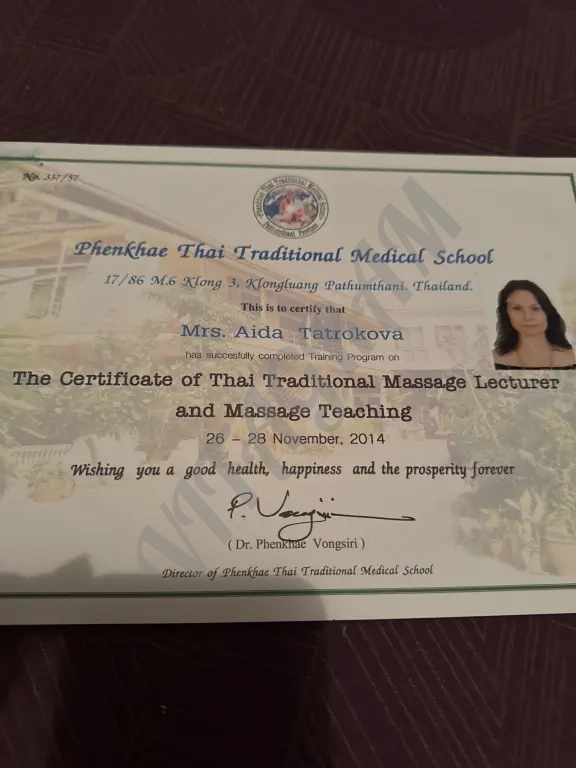 No. 337/57
Phenkhae Thai Traditional Medical School
17/86 M.6 Klong 3, Klongluang Pathumthani. Thailand.
This is to certify that
Mrs. Aida Tatrokova
has succesfully completed Training Program on
The Certificate of Thai Traditional Massage Lecturer
and Massage Teaching
26 - 28 November, 2014
Wishing you a good health, happiness and the prosperity forever
P. Vongsiri
( Dr. Phenkhae Vongsiri )
Director of Phenkhae Thai Traditional Medical School